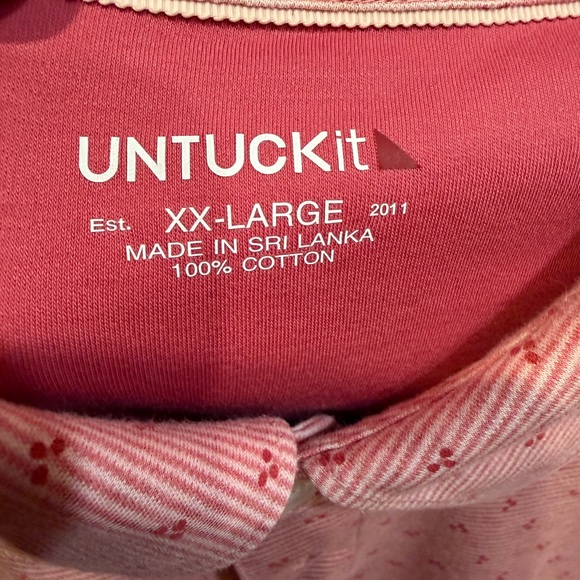 UNTUCKit
Est. XX-LARGE 2011
MADE IN SRI LANKA
100% COTTON